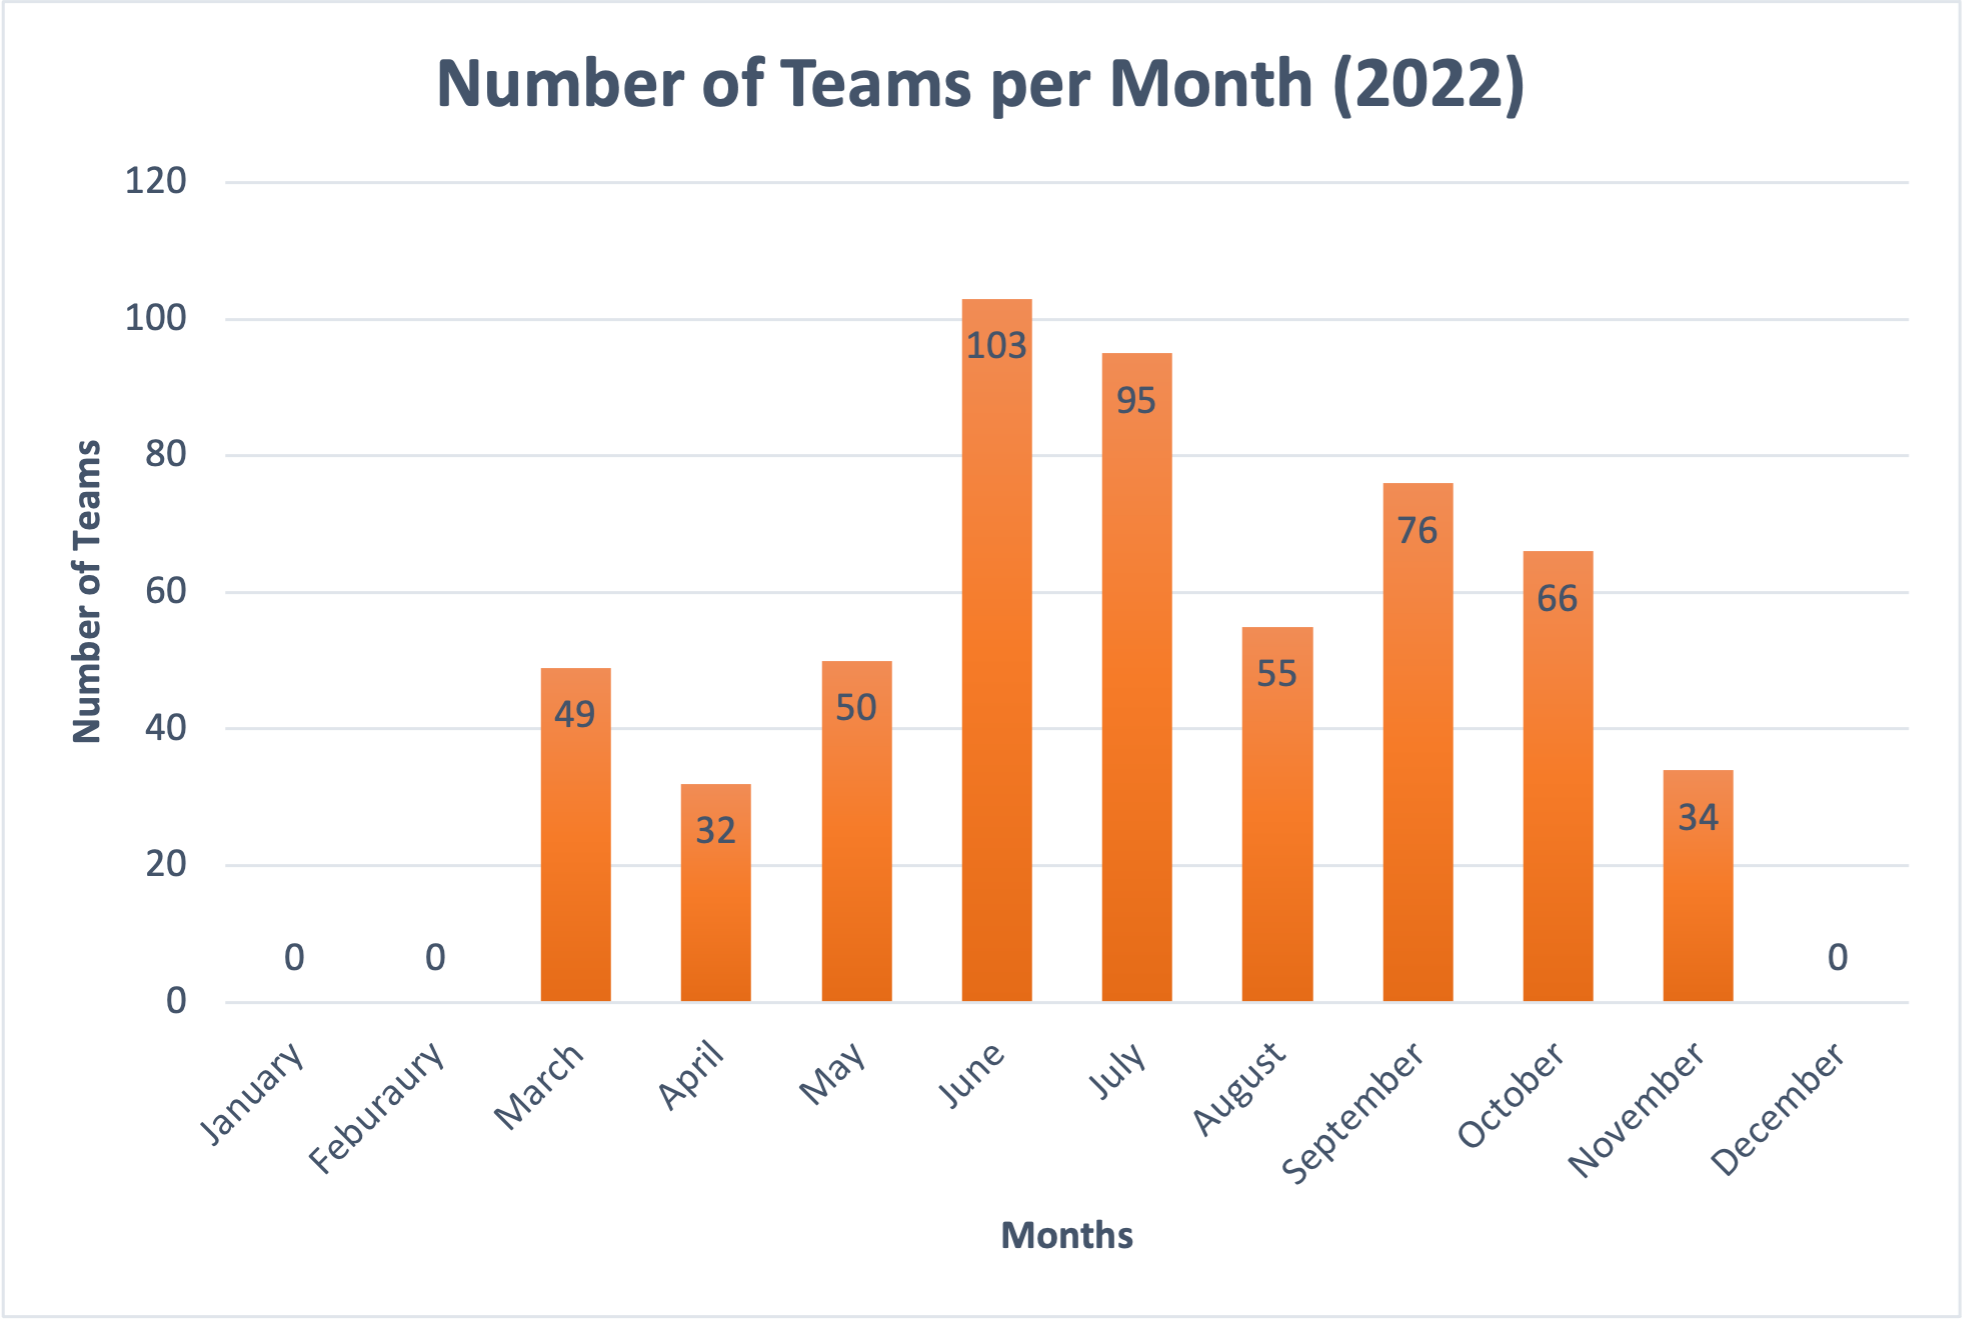 Number of Teams per Month (2022)
120
100
80
60
40
20
0
Number of Teams
0
0
49
32
50
103
95
55
76
66
34
0
January
Feburaury
March
April
May
June
July
August
September
October
November
December
Months